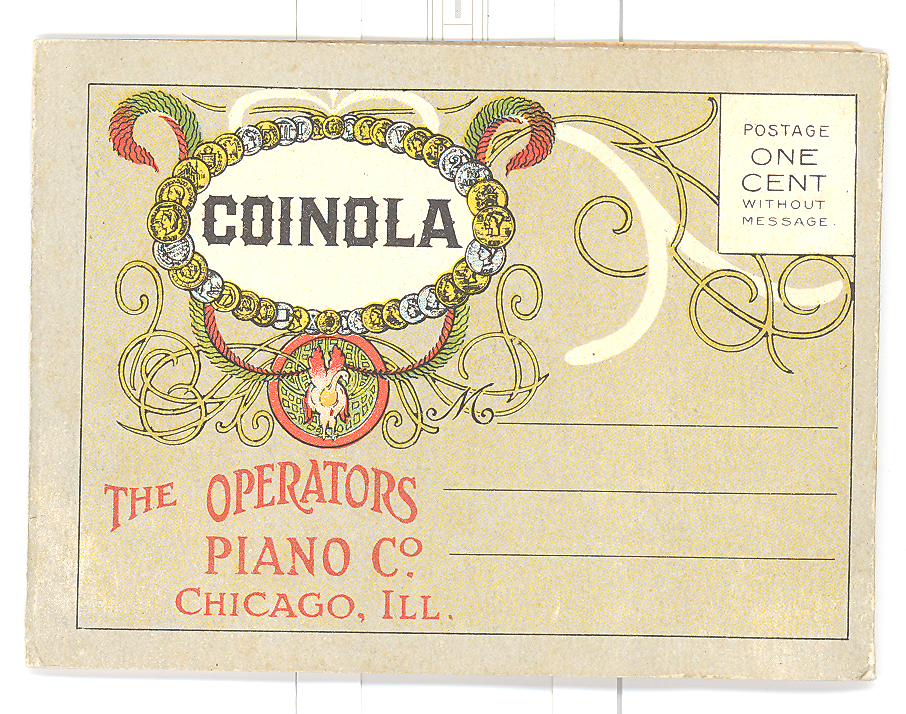 COINOLA
POSTAGE
ONE
CENT
WITHOUT
MESSAGE.
M
THE OPERATORS
PIANO Cº.
CHICAGO, ILL.